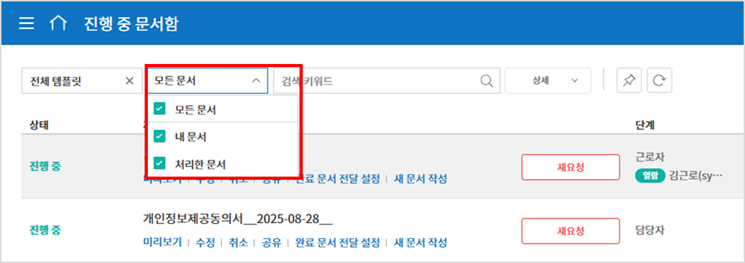 진행 중 문서함
전체 템플릿 모든 문서 검색 키워드 상세
모든 문서
내 문서
처리한 문서
상태 단계
진행 중 재요청 근로자
열람 김근로(sy…
미리보기 수정 취소 공유 완료 문서 전달 설정 새 문서 작성
개인정보제공동의서__2025-08-28__
진행 중 재요청 담당자
미리보기 수정 취소 공유 완료 문서 전달 설정 새 문서 작성